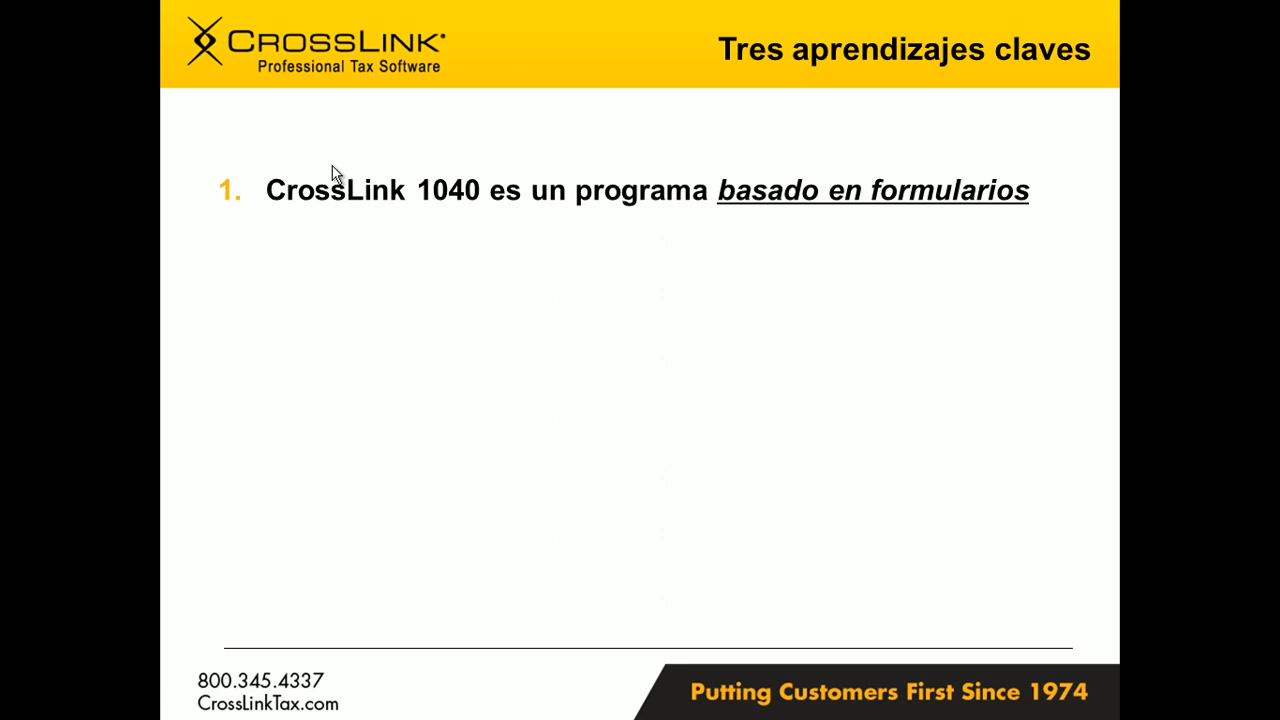 CROSSLINK
Professional Tax Software
Tres aprendizajes claves
1. CrossLink 1040 es un programa basado en formularios
800.345.4337
CrossLinkTax.com
Putting Customers First Since 1974